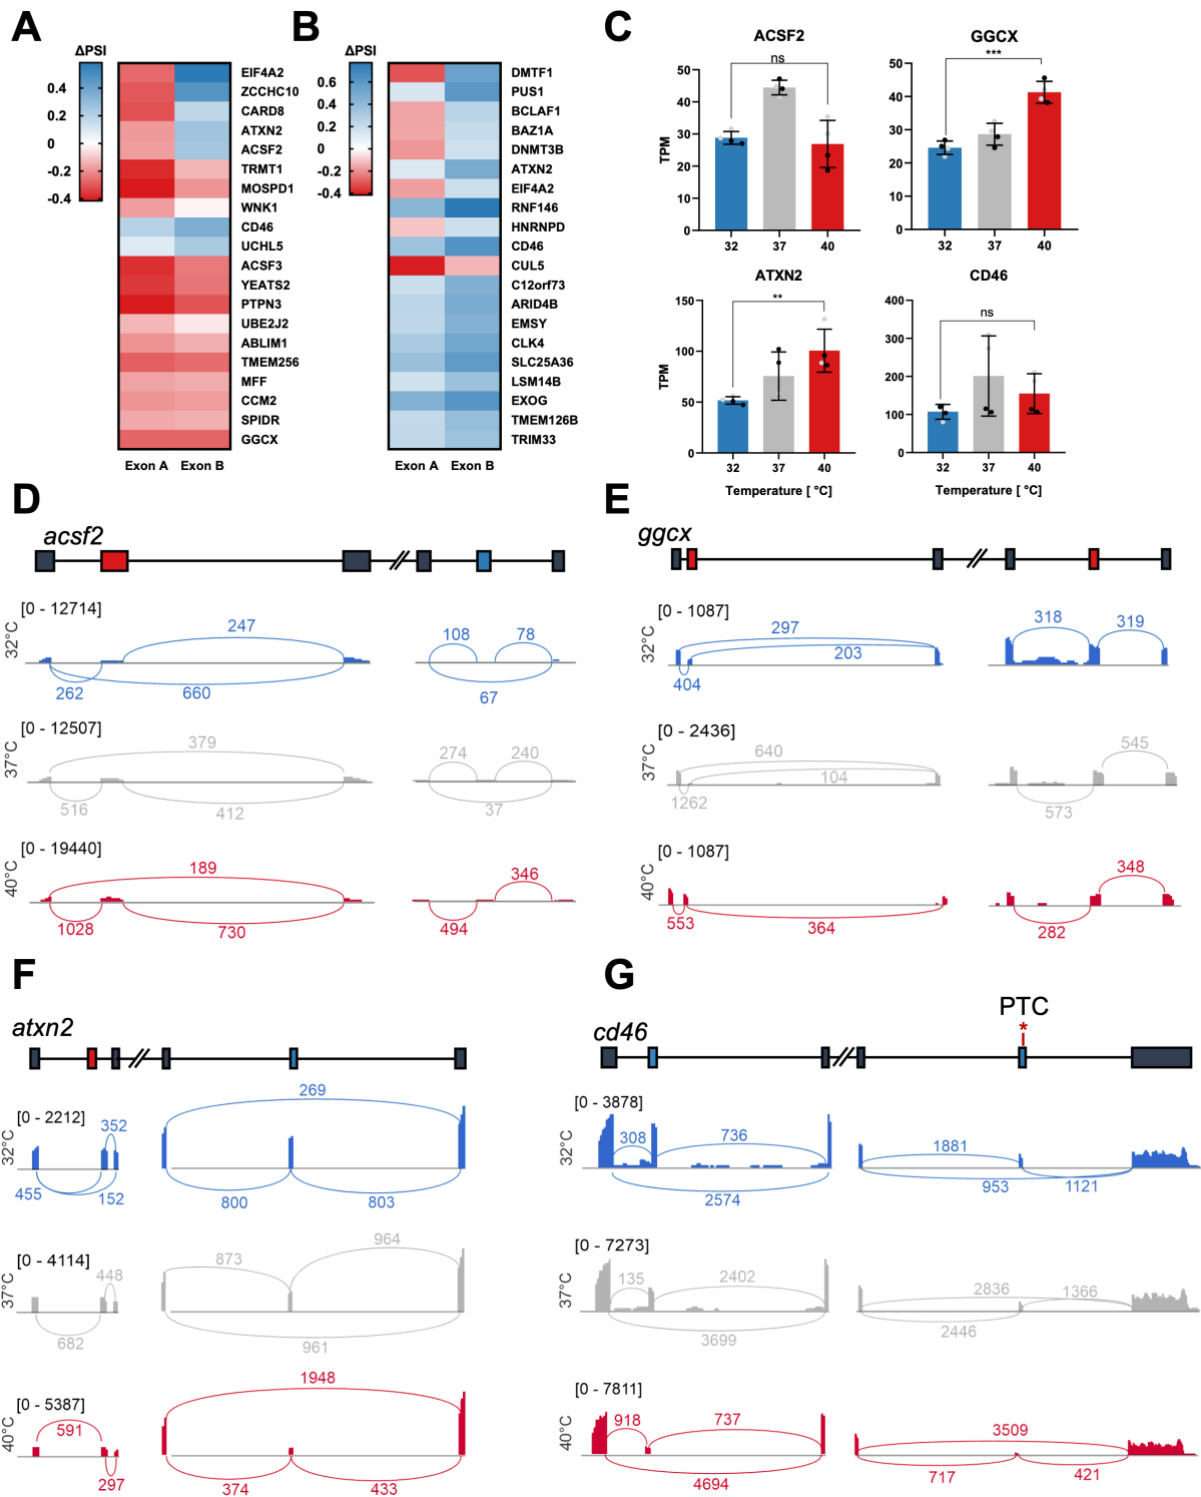 A
ΔPSI
0.4
0.2
0
-0.2
-0.4
EIF4A2
ZCCHC10
CARD8
ATXN2
ACSF2
TRMT1
MOSPD1
WNK1
CD46
UCHL5
ACSF3
YEATS2
PTPN3
UBE2J2
ABLIM1
TMEM256
MFF
CCM2
SPIDR
GGCX
Exon A Exon B
B
ΔPSI
0.6
0.4
0.2
0
-0.2
-0.4
DMTF1
PUS1
BCLAF1
BAZ1A
DNMT3B
ATXN2
EIF4A2
RNF146
HNRNPD
CD46
CUL5
C12orf73
ARID4B
EMSY
CLK4
SLC25A36
LSM14B
EXOG
TMEM126B
TRIM33
Exon A Exon B
C
ACSF2
ns
TPM
50
40
30
20
10
0
32 37 40
GGCX
***
50
40
30
20
10
0
32 37 40
ATXN2
**
TPM
150
100
50
0
32 37 40
Temperature [ °C]
CD46
ns
400
300
200
100
0
32 37 40
Temperature [ °C]
D
acsf2
[0 - 12714]
32°C
247
262
660
108
78
67
[0 - 12507]
37°C
379
516
412
274
240
37
[0 - 19440]
40°C
189
1028
730
346
494
E
ggcx
[0 - 1087]
32°C
297
203
404
318
319
[0 - 2436]
37°C
640
104
1262
545
573
[0 - 1087]
40°C
553
364
348
282
F
atxn2
[0 - 2212]
32°C
352
455
152
269
800
803
[0 - 4114]
37°C
448
682
873
964
961
[0 - 5387]
40°C
591
297
1948
374
433
G
cd46
PTC
*
[0 - 3878]
32°C
308
736
2574
1881
953
1121
[0 - 7273]
37°C
135
2402
3699
2836
1366
2446
[0 - 7811]
40°C
918
737
4694
3509
717
421